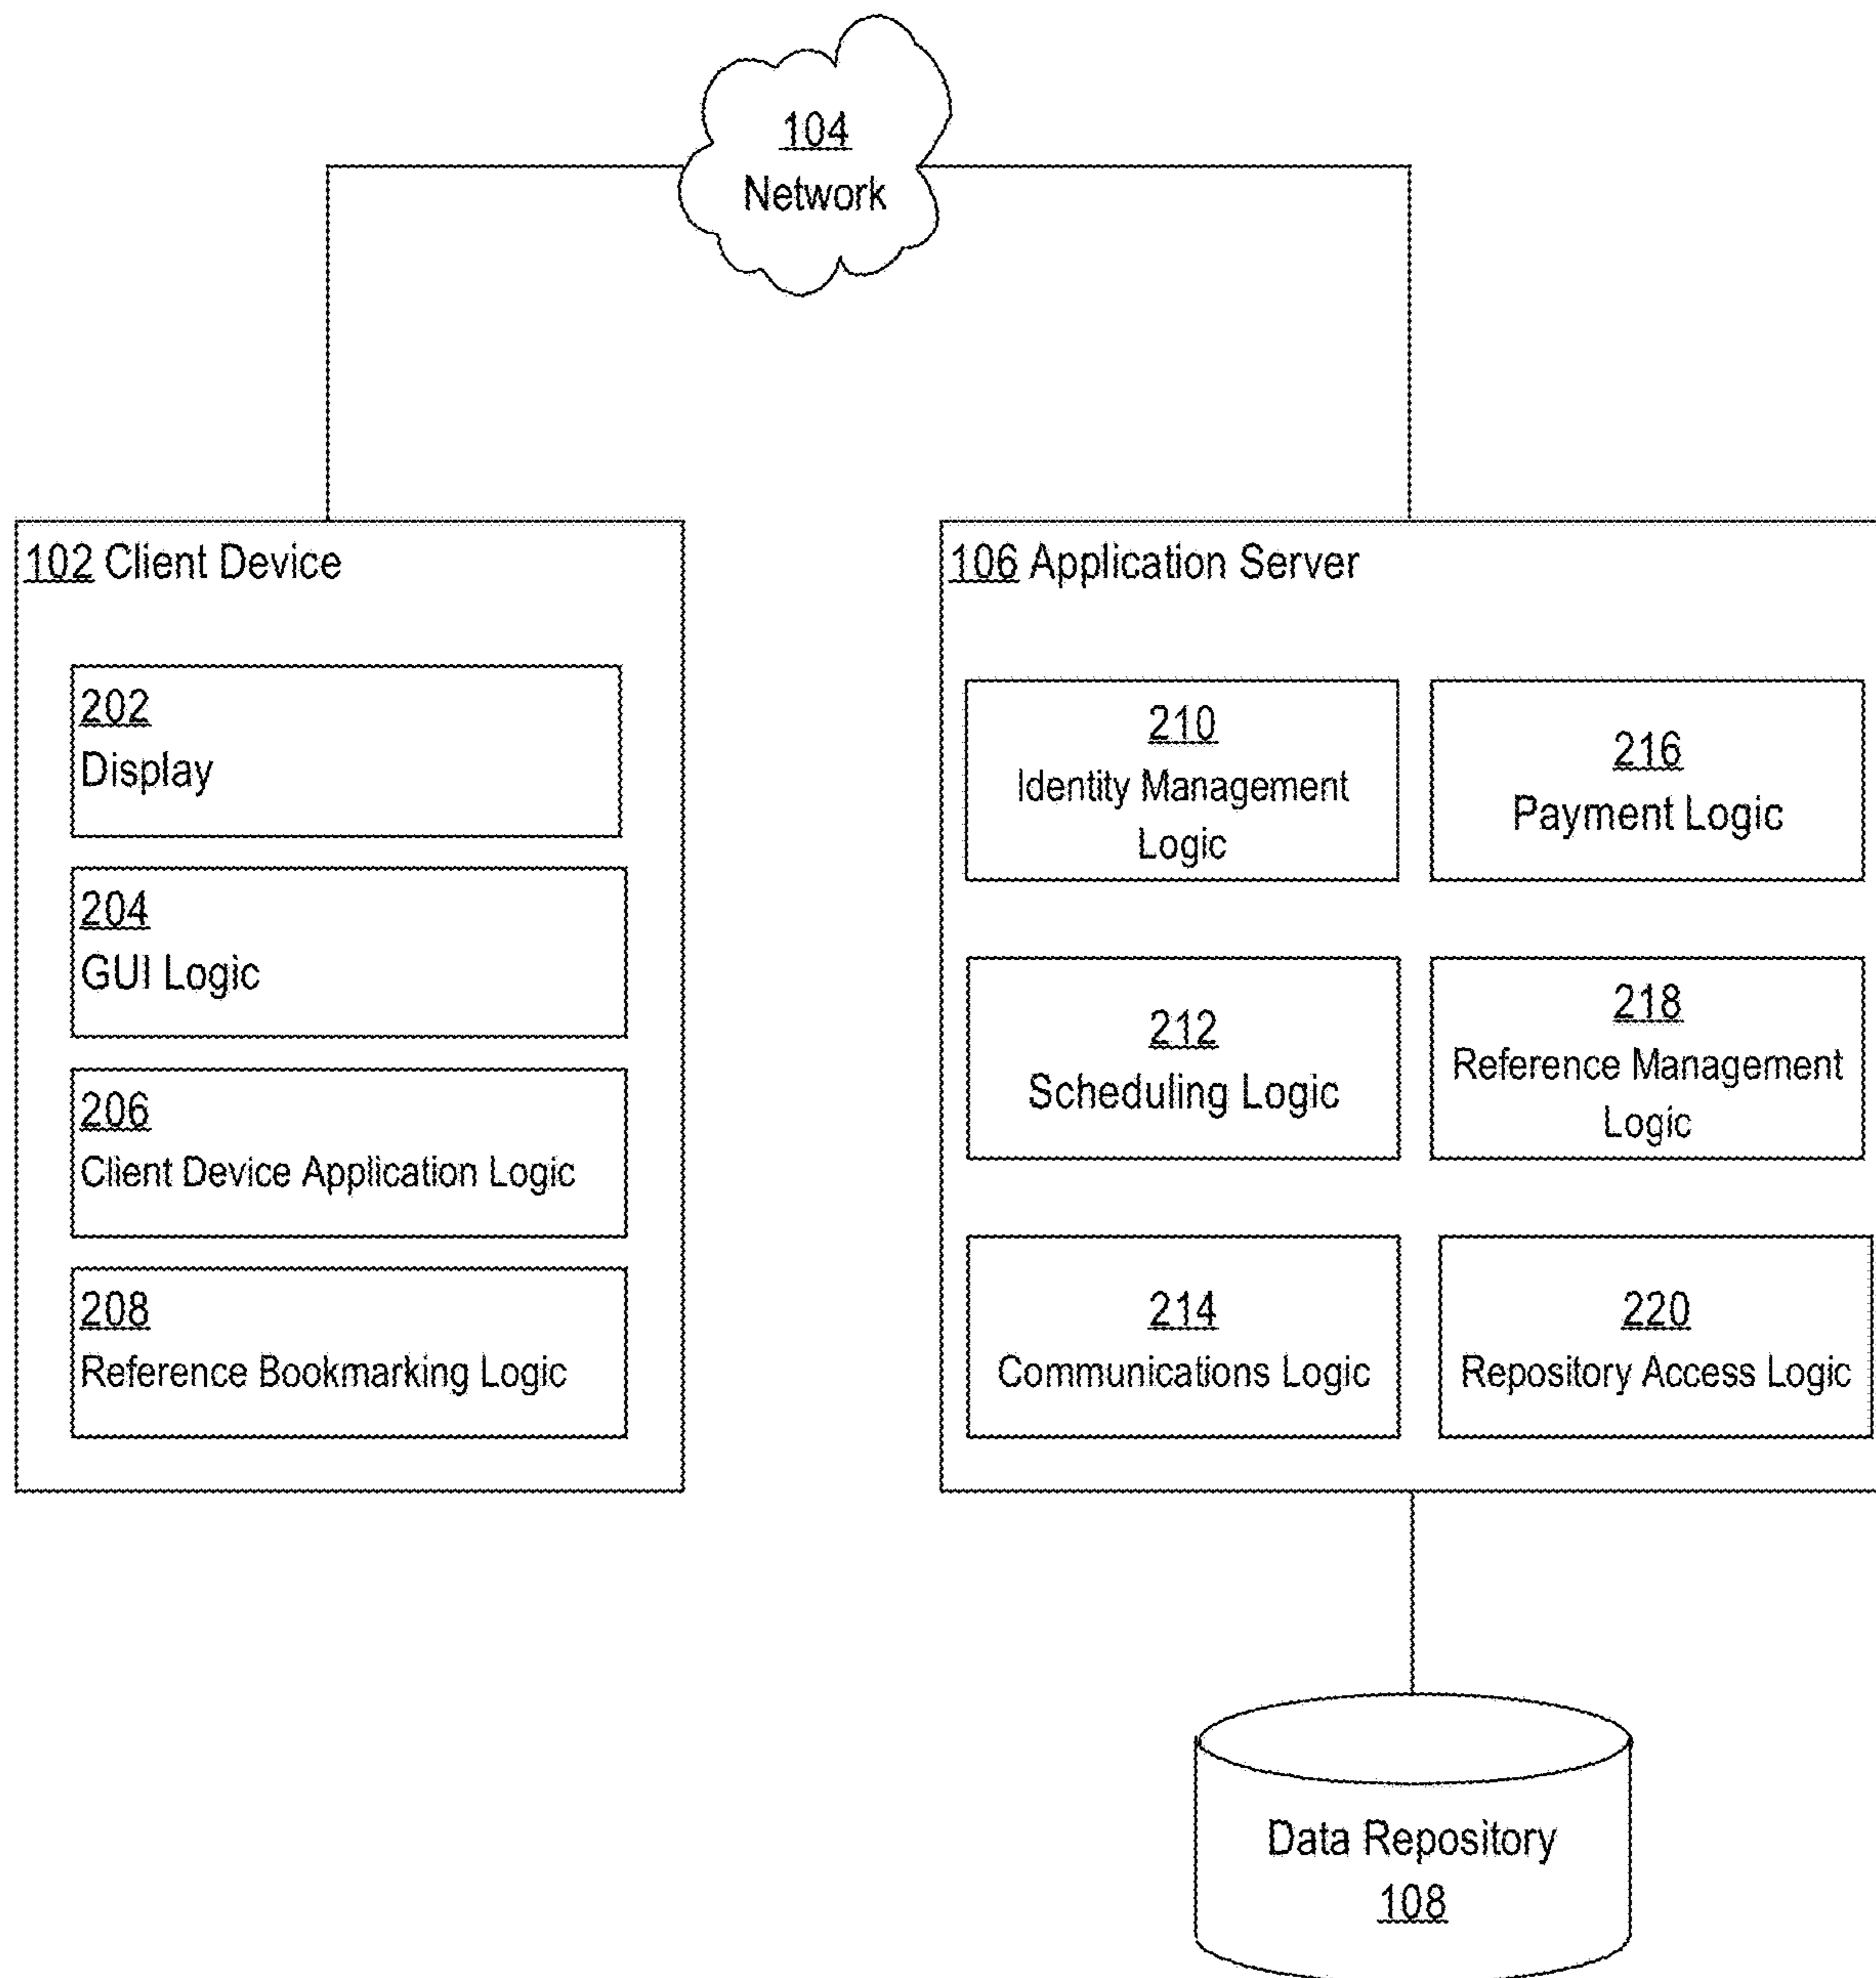 104
Network
102 Client Device
202
Display
204
GUI Logic
206
Client Device Application Logic
208
Reference Bookmarking Logic
106 Application Server
210
Identity Management
Logic
216
Payment Logic
212
Scheduling Logic
218
Reference Management
Logic
214
Communications Logic
220
Repository Access Logic
Data Repository
108